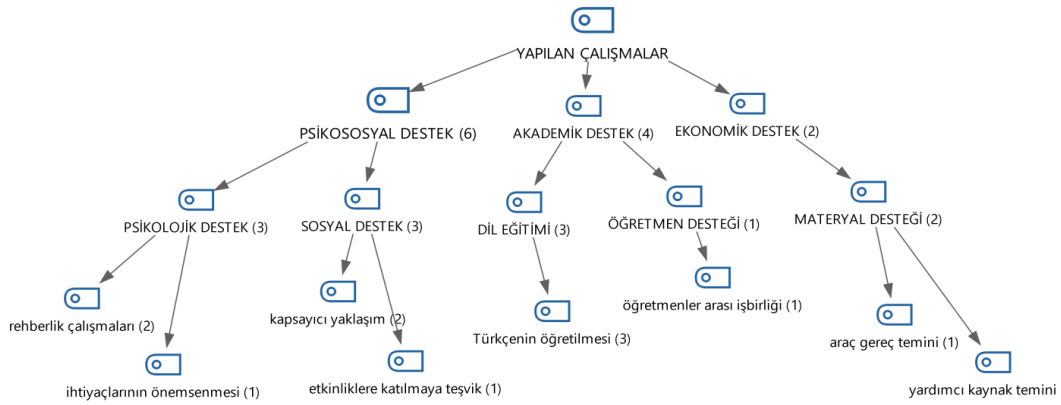 YAPILAN ÇALIŞMALAR
PSİKOSOSYAL DESTEK (6)
AKADEMİK DESTEK (4)
EKONOMİK DESTEK (2)
PSİKOLOJİK DESTEK (3)
SOSYAL DESTEK (3)
DİL EĞİTİMİ (3)
ÖĞRETMEN DESTEĞİ (1)
MATERYAL DESTEĞİ (2)
rehberlik çalışmaları (2)
kapsayıcı yaklaşım (2)
Türkçenin öğretilmesi (3)
öğretmenler arası işbirliği (1)
araç gereç temini (1)
ihtiyaçlarının önemsenmesi (1)
etkinliklere katılmaya teşvik (1)
yardımcı kaynak temini